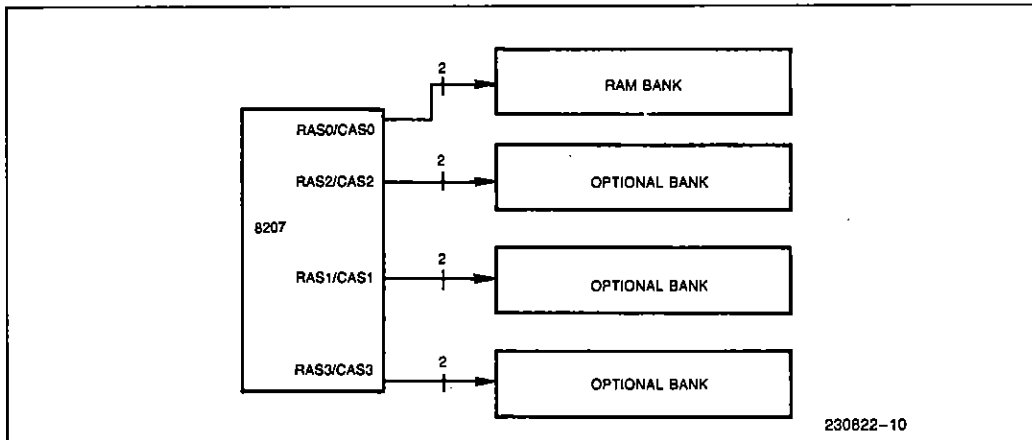 2
RAM BANK
RAS0/CAS0
2
RAS2/CAS2
OPTIONAL BANK
8207
2
RAS1/CAS1
OPTIONAL BANK
2
RAS3/CAS3
OPTIONAL BANK
230822-10